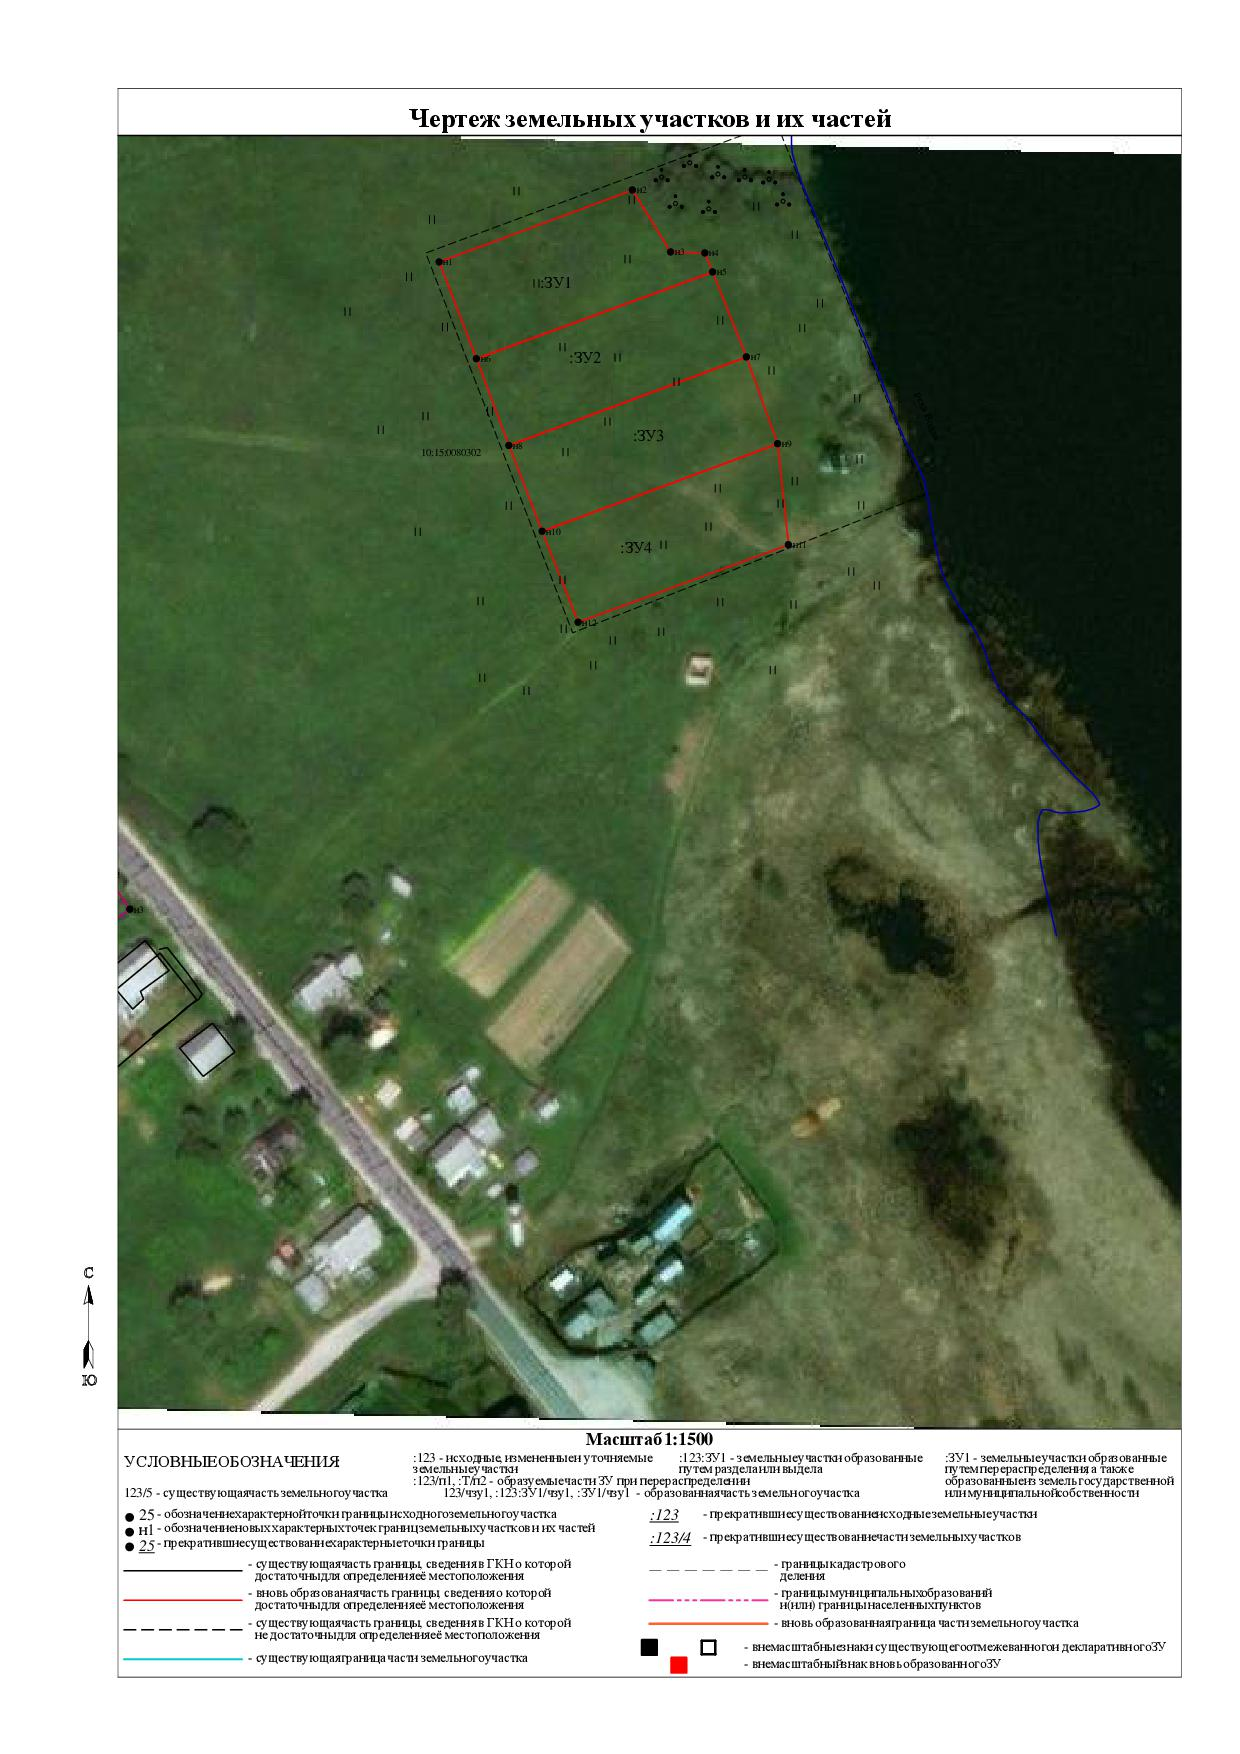 Чертеж земельных участков и их частей
н2
н3
н4
н1
н5
:ЗУ1
н6
:ЗУ2
н7
:ЗУ3
н8
н9
10:15:0080302
н10
:ЗУ4
н11
н12
н3
С
Ю
Масштаб 1:1500
УСЛОВНЫЕ ОБОЗНАЧЕНИЯ
:123 - исходные, измененные и уточняемые
земельные участки
:123:ЗУ1 - земельные участки образованные
путем раздела или выдела
:ЗУ1 - земельные участки образованные
путем перераспределения, а также
образованные из земель государственной
или муниципальной собственности
:123/п1, :Т/п2 - образуемые части ЗУ при перераспределении
123/5 - существующая часть земельного участка
123/чзу1, :123:ЗУ1/чзу1, :ЗУ1/чзу1 - образованная часть земельного участка
25 - обозначение характерной точки границы исходного земельного участка
н1 - обозначение новых характерных точек границ земельных участков и их частей
25 - прекратившие существование характерные точки границы
:123 - прекратившие существование исходные земельные участки
:123/4 - прекратившие существование части земельных участков
- существующая часть границы, сведения в ГКН о которой
достаточны для определения её местоположения
- вновь образованая часть границы, сведения о которой
достаточны для определения её местоположения
- существующая часть границы, сведения в ГКН о которой
не достаточны для определения её местоположения
- существующая граница части земельного участка
- границы кадастрового
деления
- границы муниципальных образований
и (или) границы населенных пунктов
- вновь образованная граница части земельного участка
- внемасштабные знаки существующего отмежеванного и декларативного ЗУ
- внемасштабный знак вновь образованного ЗУ